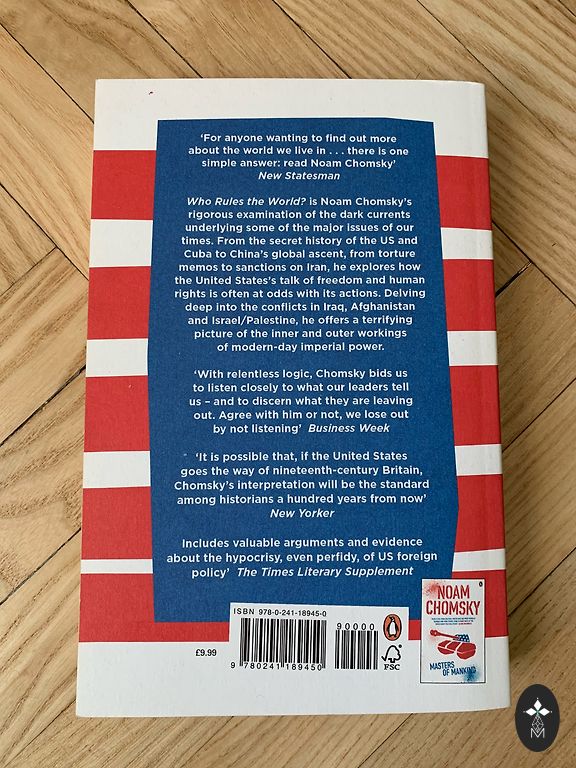 ‘For anyone wanting to find out more
about the world we live in . . . there is one
simple answer: read Noam Chomsky’
New Statesman
Who Rules the World? is Noam Chomsky’s
rigorous examination of the dark currents
underlying some of the major issues of our
times. From the secret history of the US and
Cuba to China’s global ascent, from torture
memos to sanctions on Iran, he explores how
the United States’s talk of freedom and human
rights is often at odds with its actions. Delving
deep into the conflicts in Iraq, Afghanistan
and Israel/Palestine, he offers a terrifying
picture of the inner and outer workings
of modern-day imperial power.
‘With relentless logic, Chomsky bids us
to listen closely to what our leaders tell
us – and to discern what they are leaving
out. Agree with him or not, we lose out
by not listening’ Business Week
‘It is possible that, if the United States
goes the way of nineteenth-century Britain,
Chomsky’s interpretation will be the standard
among historians a hundred years from now’
New Yorker
Includes valuable arguments and evidence
about the hypocrisy, even perfidy, of US foreign
policy’ The Times Literary Supplement
ISBN 978-0-241-18945-0
90000
£9.99
9 780241 189450
FSC
NOAM
CHOMSKY
MASTERS
OF MANKIND
M